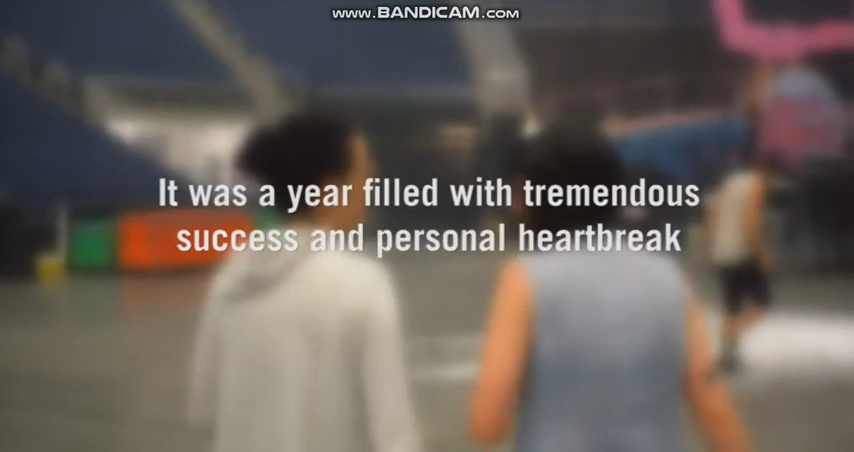 www.BANDICAM.com
It was a year filled with tremendous
success and personal heartbreak